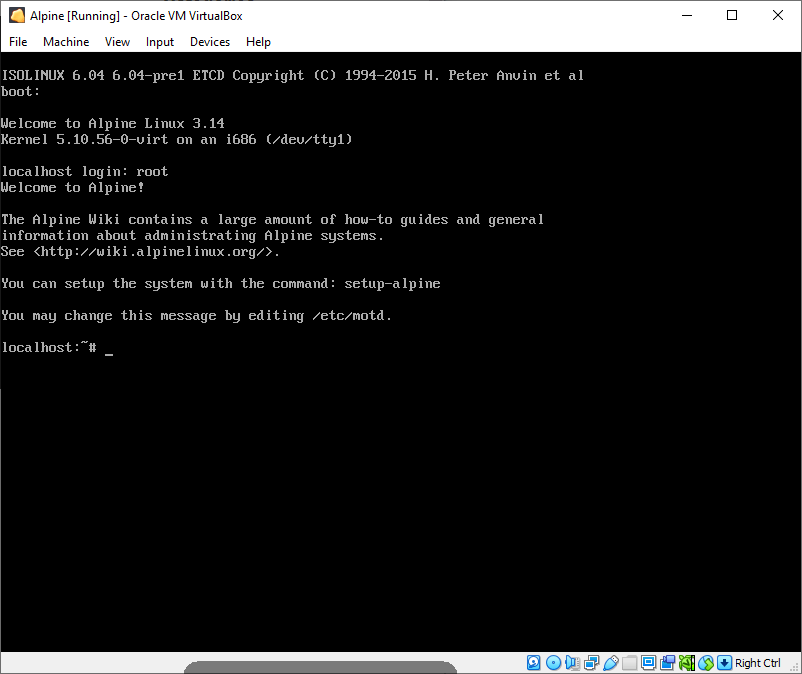 Alpine [Running] - Oracle VM VirtualBox
File Machine View Input Devices Help
ISOLINUX 6.04 6.04-pre1 ETCD Copyright (C) 1994-2015 H. Peter Anvin et al
boot:
Welcome to Alpine Linux 3.14
Kernel 5.10.56-0-virt on an i686 (/dev/tty1)
localhost login: root
Welcome to Alpine!
The Alpine Wiki contains a large amount of how-to guides and general
information about administrating Alpine systems.
See <http://wiki.alpinelinux.org/>.
You can setup the system with the command: setup-alpine
You may change this message by editing /etc/motd.
localhost:~# _
Right Ctrl